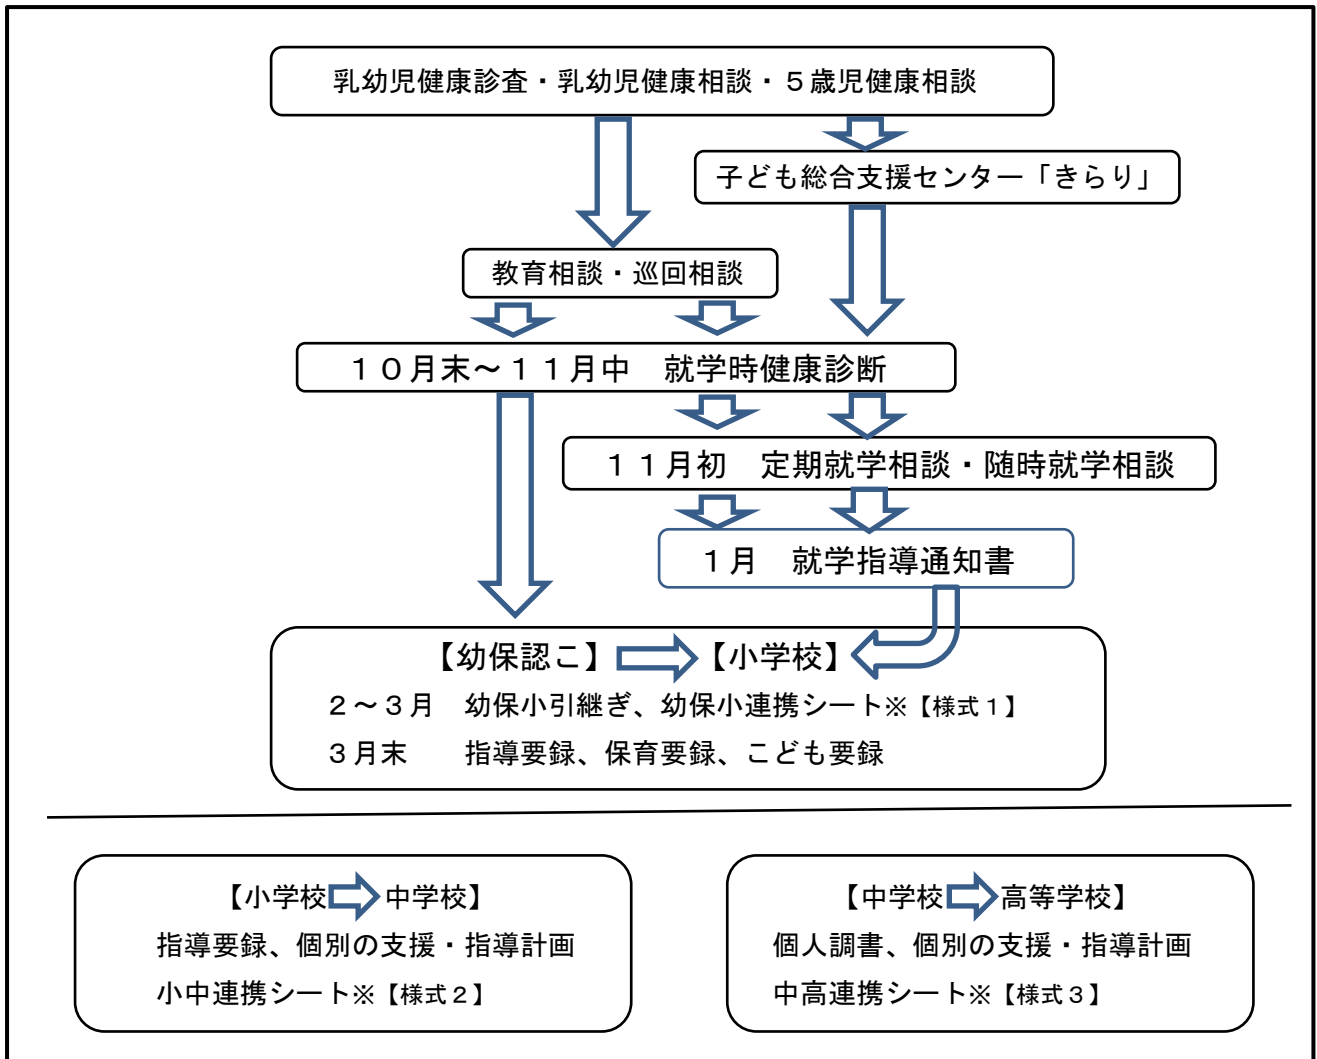 乳幼児健康診査・乳幼児健康相談・５歳児健康相談
子ども総合支援センター「きらり」
教育相談・巡回相談
１０月末～１１月中　就学時健康診断
１１月初　定期就学相談・随時就学相談
１月　就学指導通知書
【幼保認こ】　【小学校】
２～３月　幼保小引継ぎ、幼保小連携シート※【様式１】
３月末　指導要録、保育要録、こども要録
【小学校　中学校】
指導要録、個別の支援・指導計画
小中連携シート※【様式２】
【中学校　高等学校】
個人調書、個別の支援・指導計画
中高連携シート※【様式３】